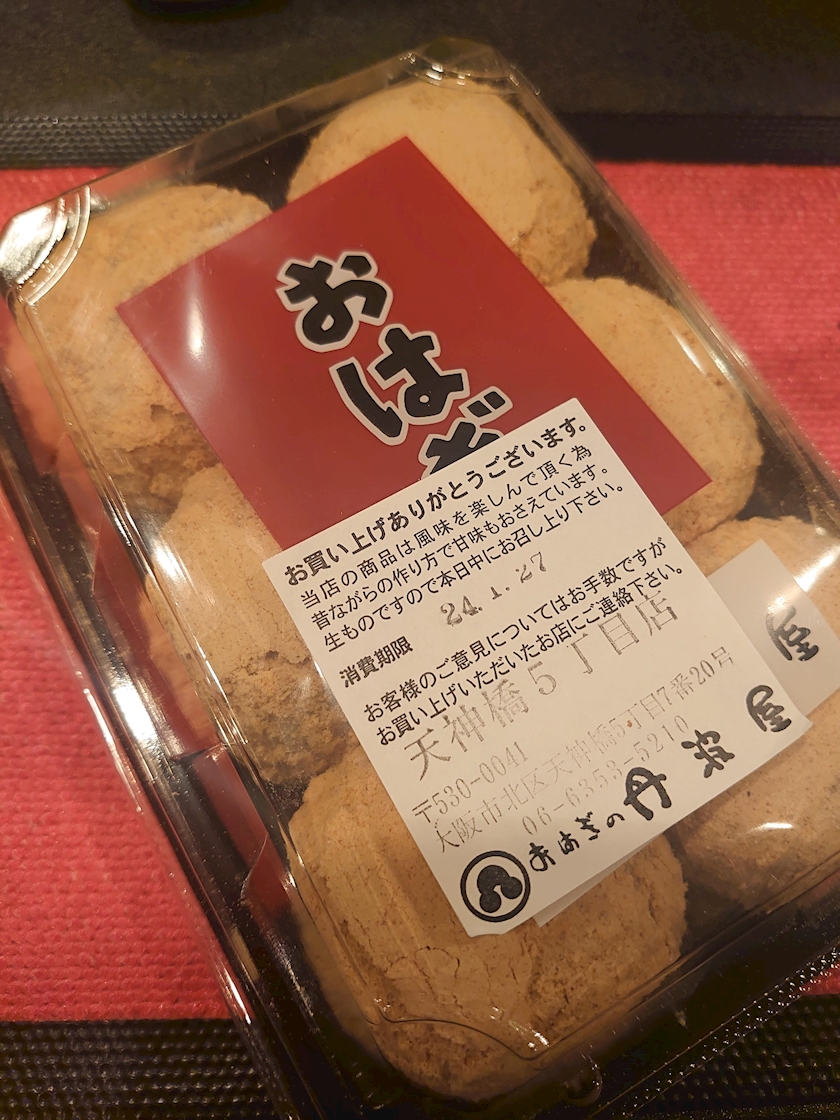 おはぎ
お買い上げありがとうございます。
当店の商品は風味を楽しんで頂く為
昔ながらの作り方で甘味もおさえています。
生ものですので本日中にお召し上り下さい。
消費期限 24.1.27
お客様のご意見についてはお手数ですが
お買い上げいただいたお店にご連絡下さい。
天神橋5丁目店
〒530-0041
大阪市北区天神橋5丁目7番20号
06-6353-5210
おはぎの丹波屋
屋